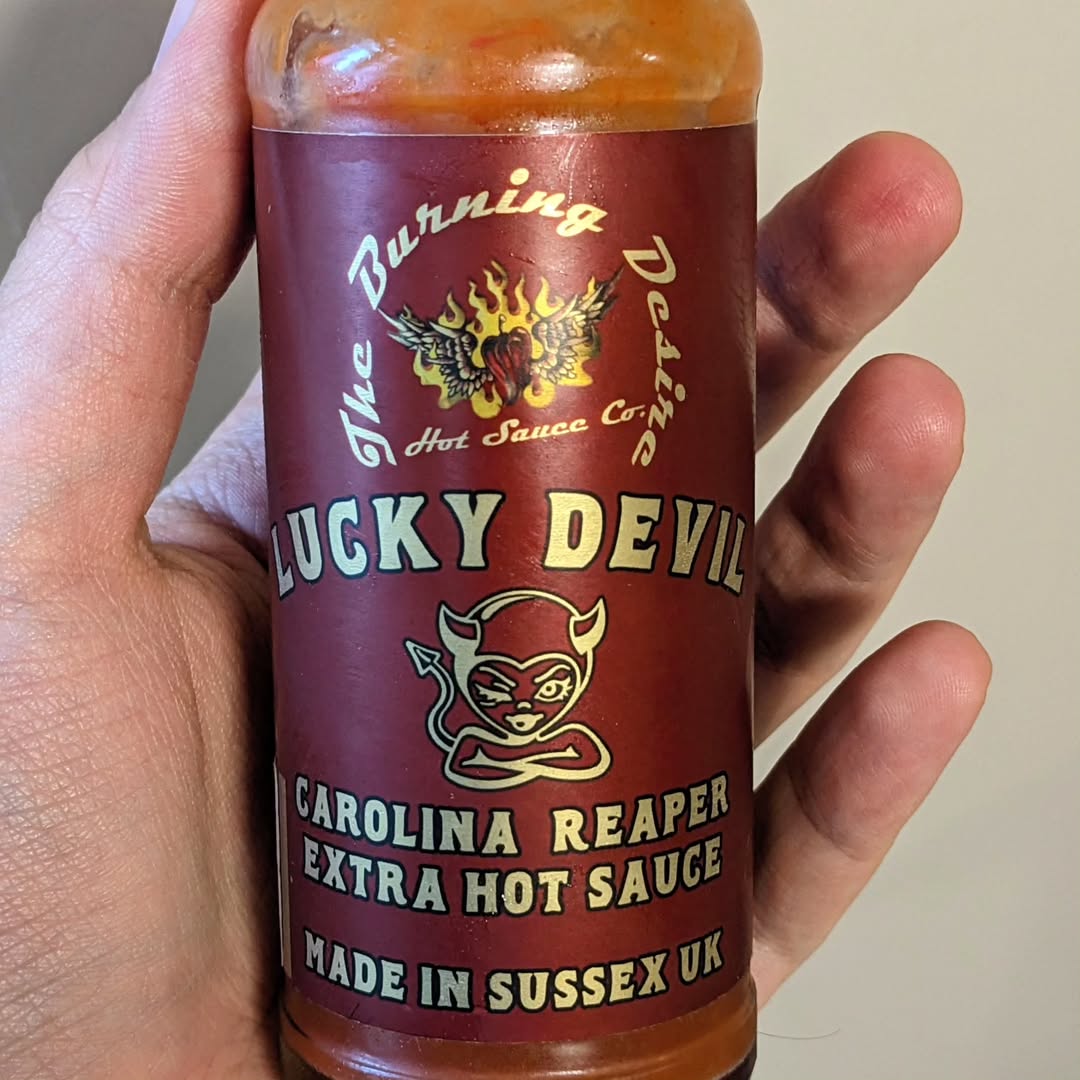 The Burning Desire
Hot Sauce Co.
LUCKY DEVIL
CAROLINA REAPER
EXTRA HOT SAUCE
MADE IN SUSSEX UK